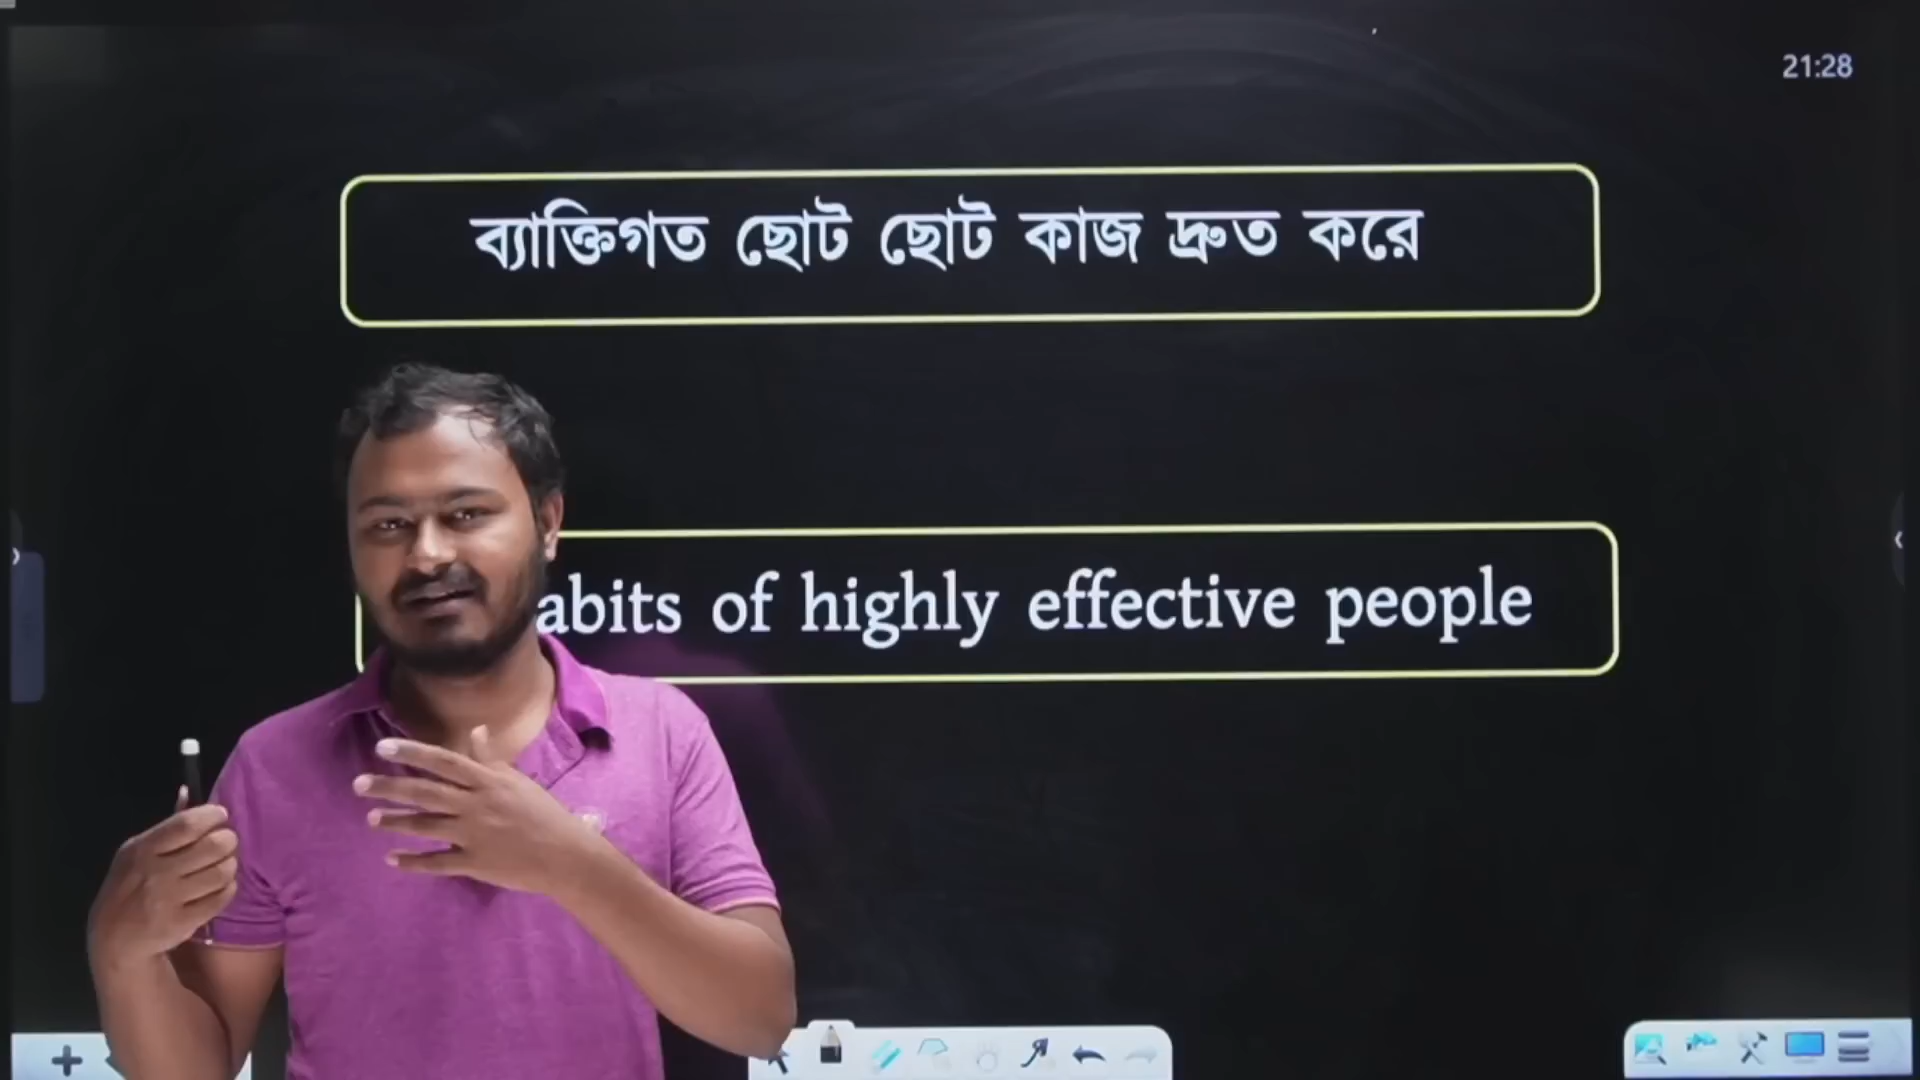 21:28
ব্যাক্তিগত ছোট ছোট কাজ দ্রুত করে
abits of highly effective people